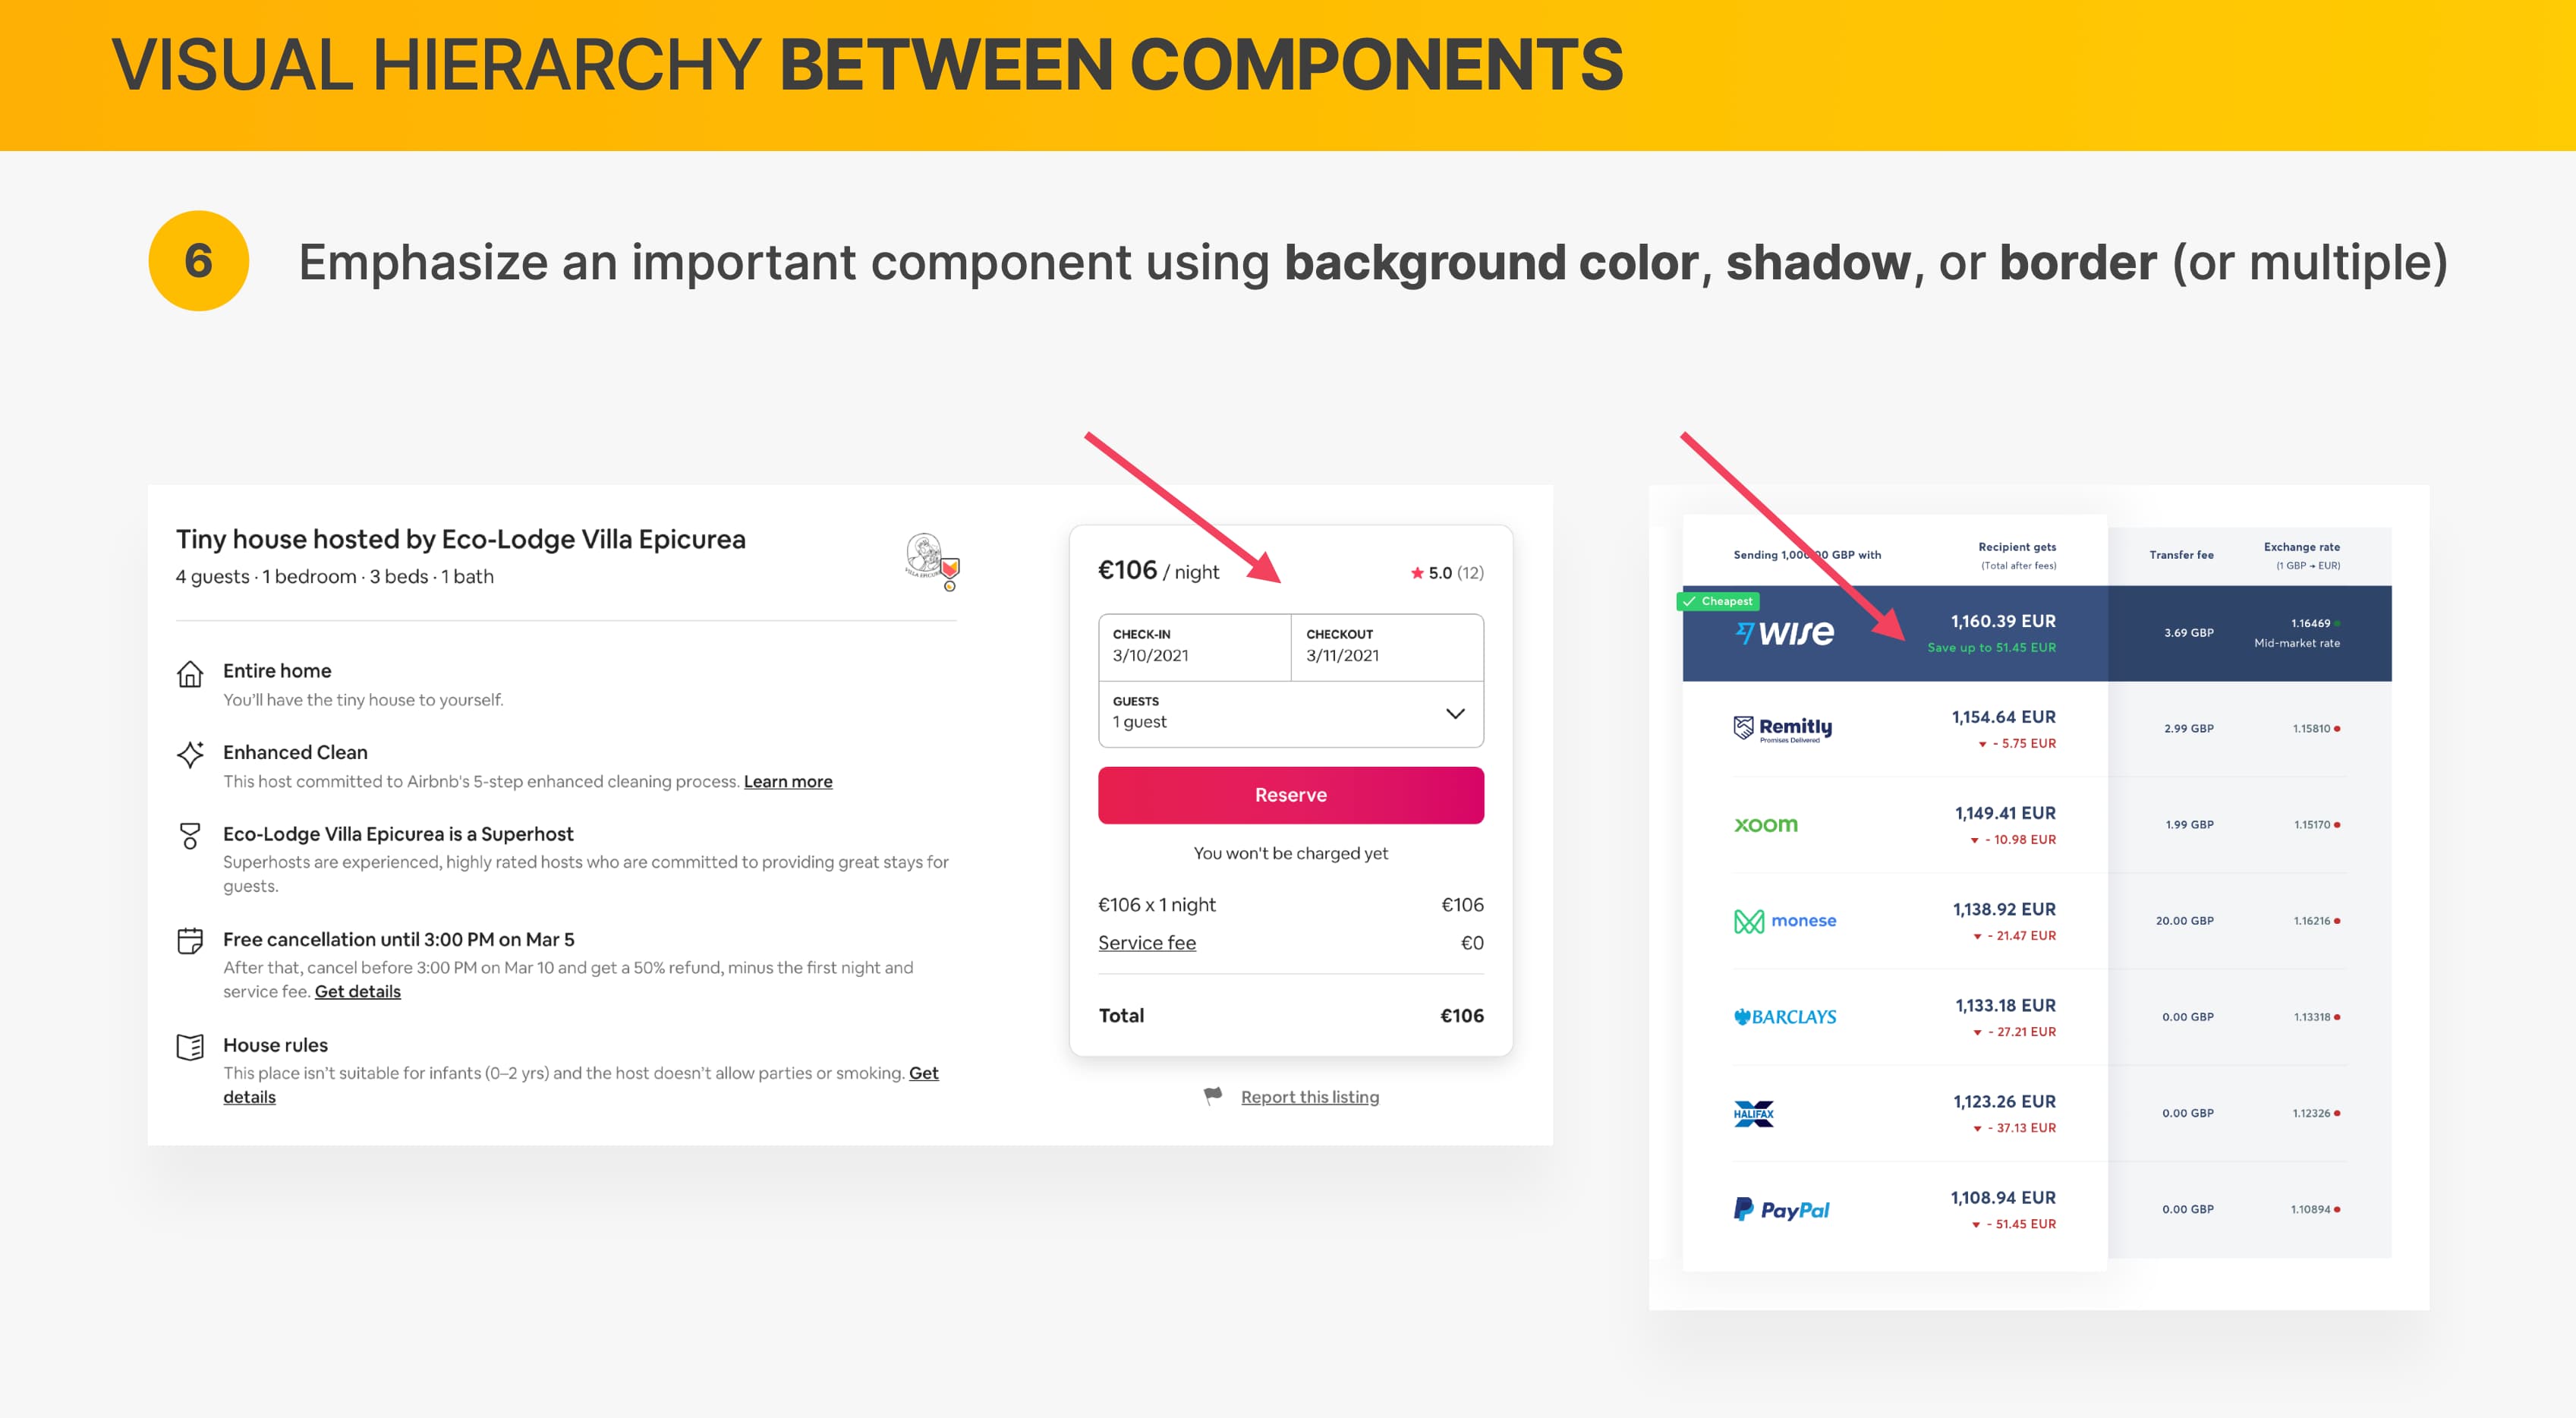 VISUAL HIERARCHY BETWEEN COMPONENTS
6
Emphasize an important component using background color, shadow, or border (or multiple)
Tiny house hosted by Eco-Lodge Villa Epicurea
4 guests · 1 bedroom · 3 beds · 1 bath
Entire home
You'll have the tiny house to yourself.
Enhanced Clean
This host committed to Airbnb's 5-step enhanced cleaning process. Learn more
Eco-Lodge Villa Epicurea is a Superhost
Superhosts are experienced, highly rated hosts who are committed to providing great stays for
guests.
Free cancellation until 3:00 PM on Mar 5
After that, cancel before 3:00 PM on Mar 10 and get a 50% refund, minus the first night and
service fee. Get details
House rules
This place isn't suitable for infants (0–2 yrs) and the host doesn't allow parties or smoking. Get
details
€106 / night
★ 5.0 (12)
CHECK-IN
3/10/2021
CHECKOUT
3/11/2021
GUESTS
1 guest
Reserve
You won't be charged yet
€106 x 1 night €106
Service fee €0
Total €106
Report this listing
Sending 1,000.00 GBP with
Recipient gets
(Total after fees)
Transfer fee
Exchange rate
(1 GBP → EUR)
Cheapest
WISE
1,160.39 EUR
Save up to 51.45 EUR
3.69 GBP
1.16469
Mid-market rate
Remitly
Promises Delivered
1,154.64 EUR
- 5.75 EUR
2.99 GBP
1.15810
xoom
1,149.41 EUR
- 10.98 EUR
1.99 GBP
1.15170
monese
1,138.92 EUR
- 21.47 EUR
20.00 GBP
1.16216
BARCLAYS
1,133.18 EUR
- 27.21 EUR
0.00 GBP
1.13318
HALIFAX
1,123.26 EUR
- 37.13 EUR
0.00 GBP
1.12326
PayPal
1,108.94 EUR
- 51.45 EUR
0.00 GBP
1.10894